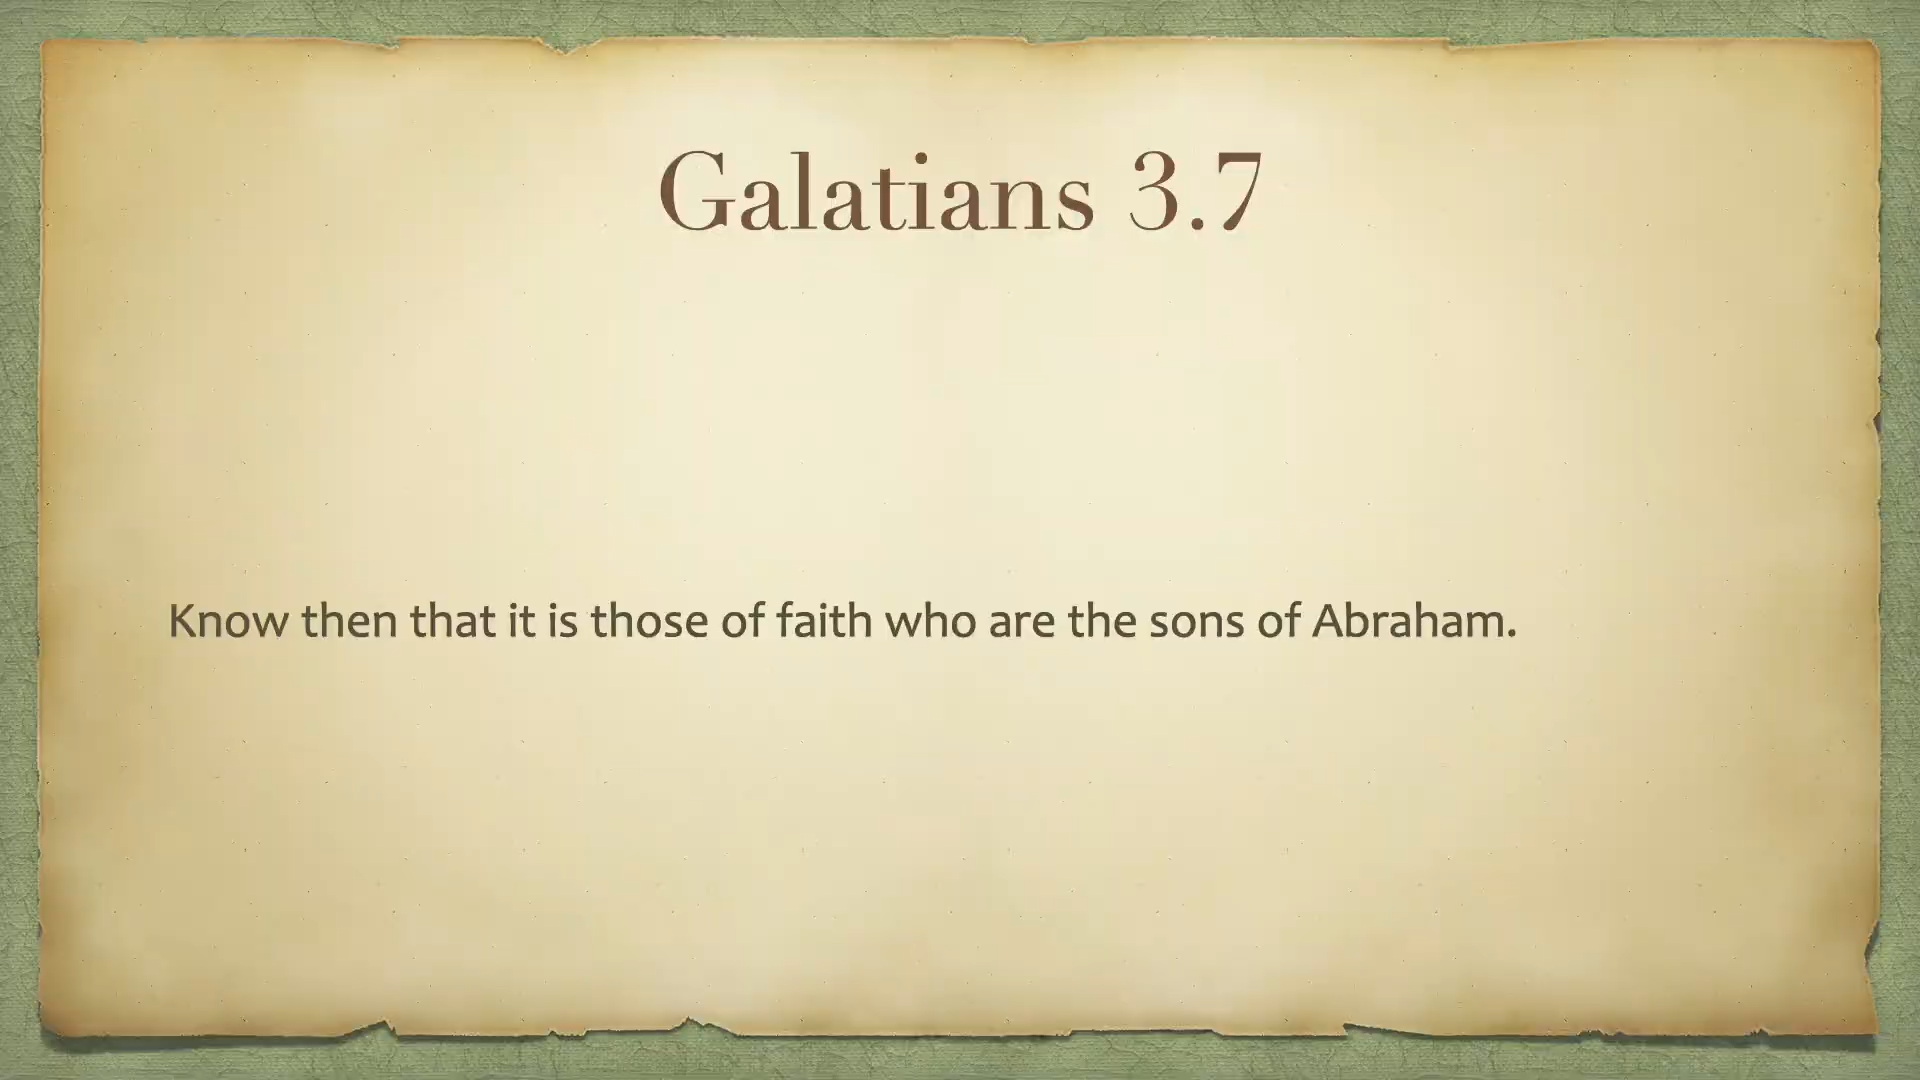 Galatians 3.7
Know then that it is those of faith who are the sons of Abraham.